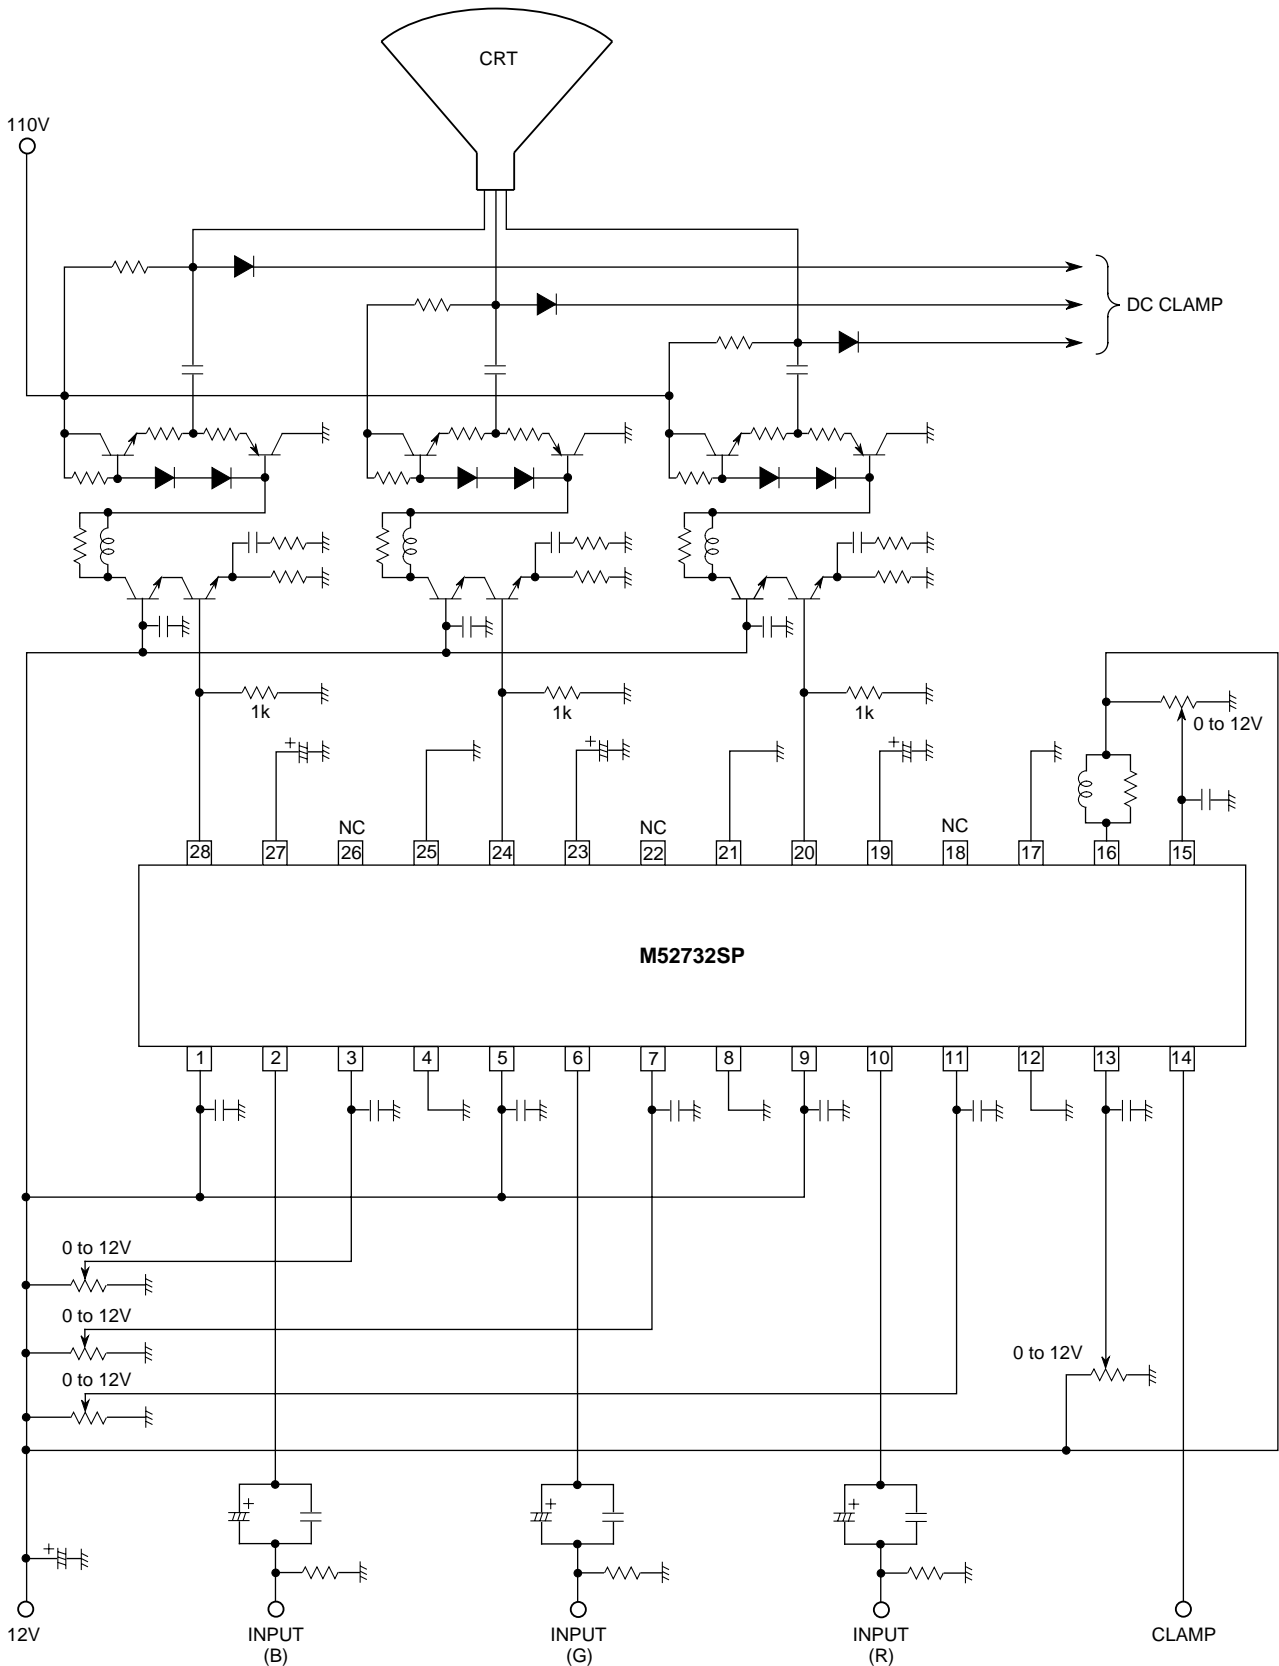 CRT
110V
DC CLAMP
1k
1k
1k
0 to 12V
+
+
+
NC
NC
NC
28 27 26 25 24 23 22 21 20 19 18 17 16 15
M52732SP
1 2 3 4 5 6 7 8 9 10 11 12 13 14
0 to 12V
0 to 12V
0 to 12V
0 to 12V
+
+
+
+
12V
INPUT
(B)
INPUT
(G)
INPUT
(R)
CLAMP